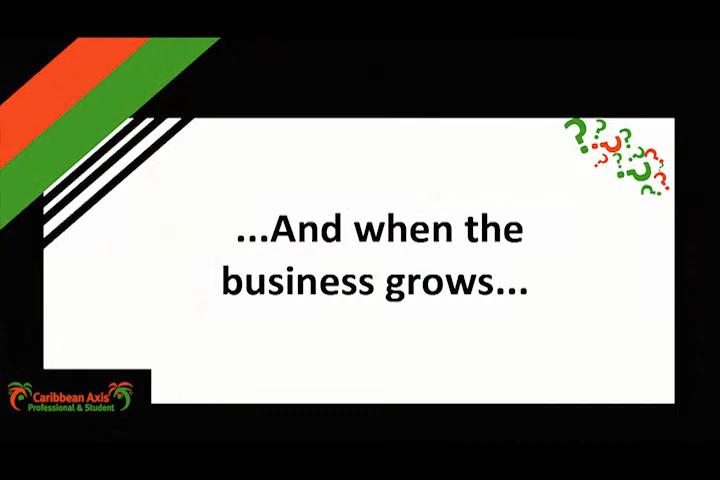 ...And when the
business grows...
Caribbean Axis
Professional & Student